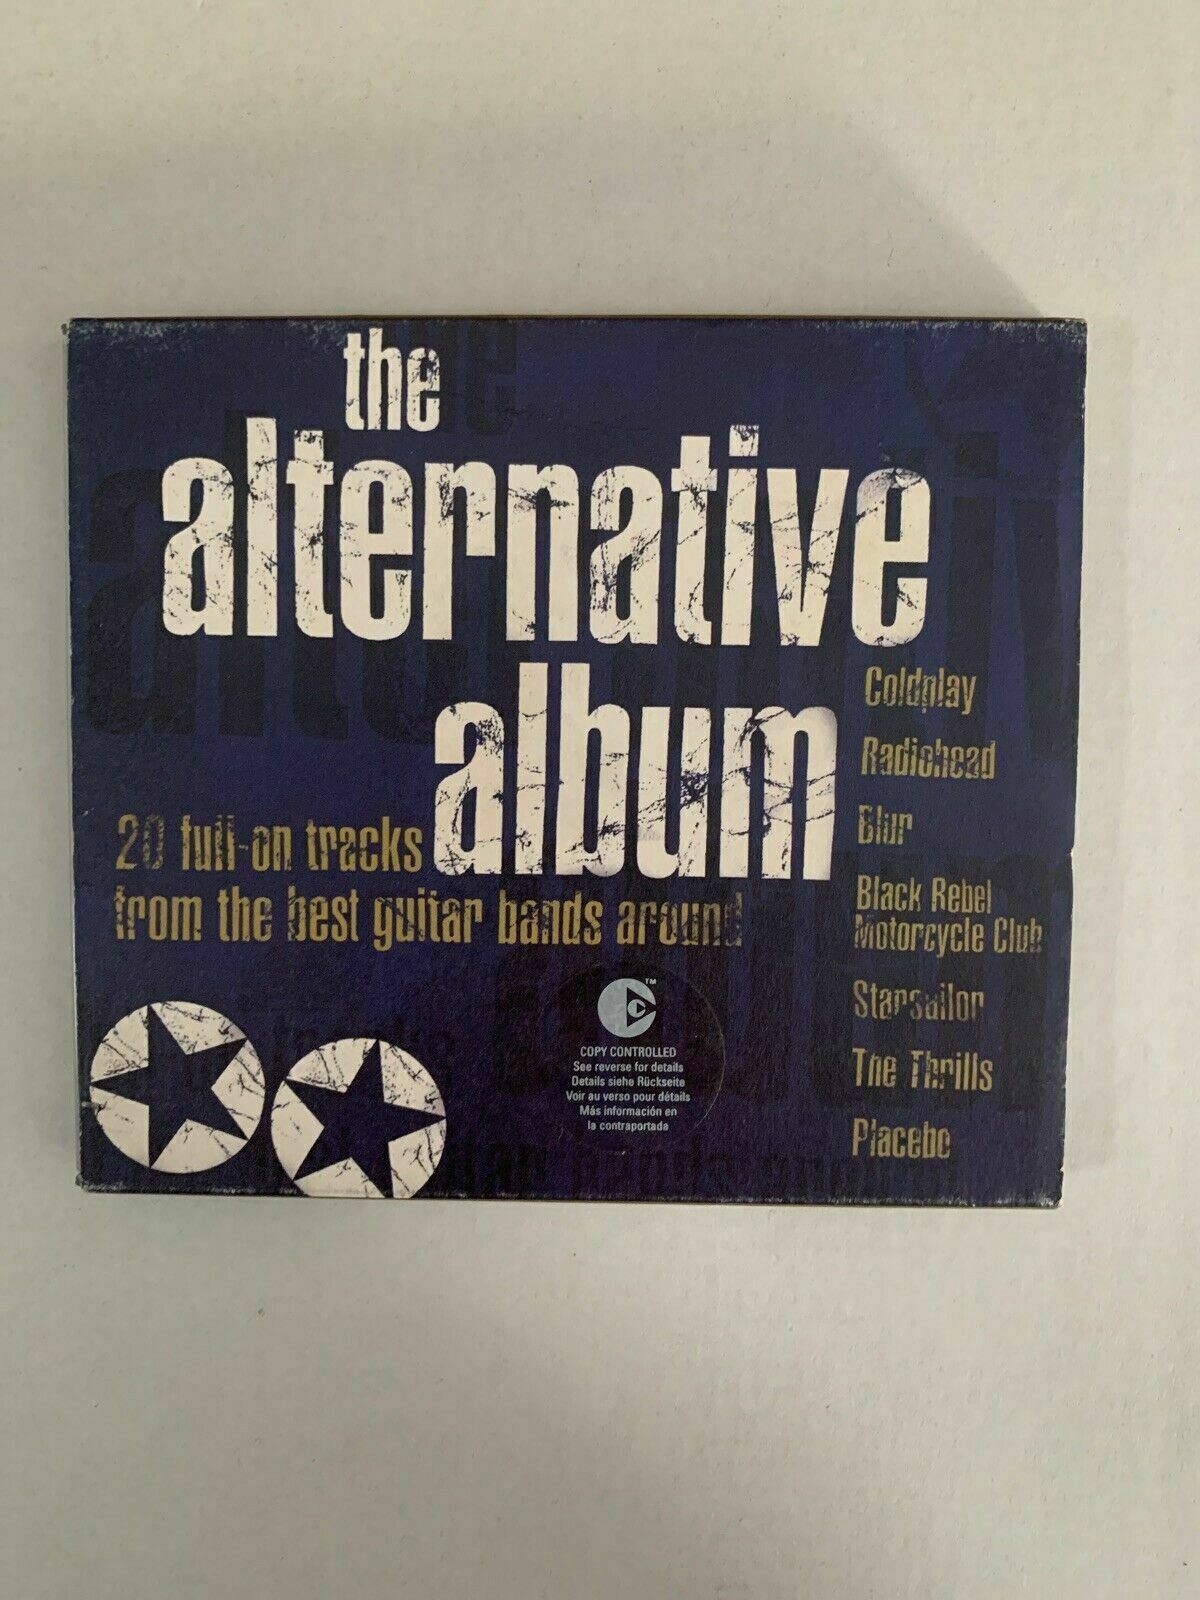 the
alternative
album
20 full-on tracks
from the best guitar bands around
Coldplay
Radiohead
Blur
Black Rebel
Motorcycle Club
Starsailor
The Thrills
Placebo
C
TM
COPY CONTROLLED
See reverse for details
Details siehe Rückseite
Voir au verso pour détails
Más información en
la contraportada